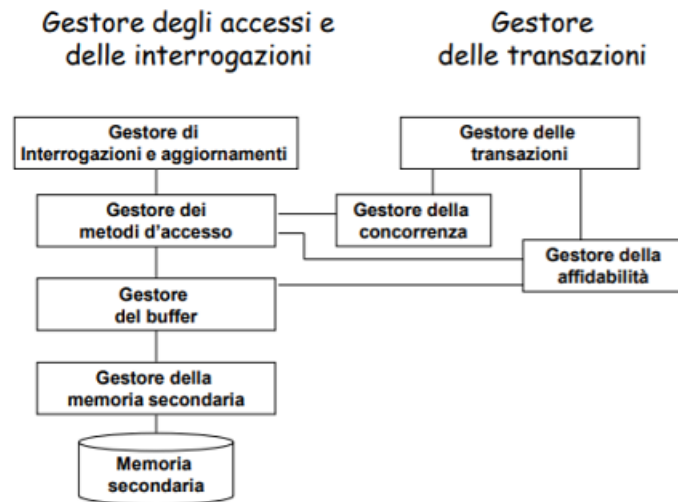 Gestore degli accessi e
delle interrogazioni
Gestore
delle transazioni
Gestore di
Interrogazioni e aggiornamenti
Gestore delle
transazioni
Gestore dei
metodi d'accesso
Gestore della
concorrenza
Gestore della
affidabilità
Gestore
del buffer
Gestore della
memoria secondaria
Memoria
secondaria